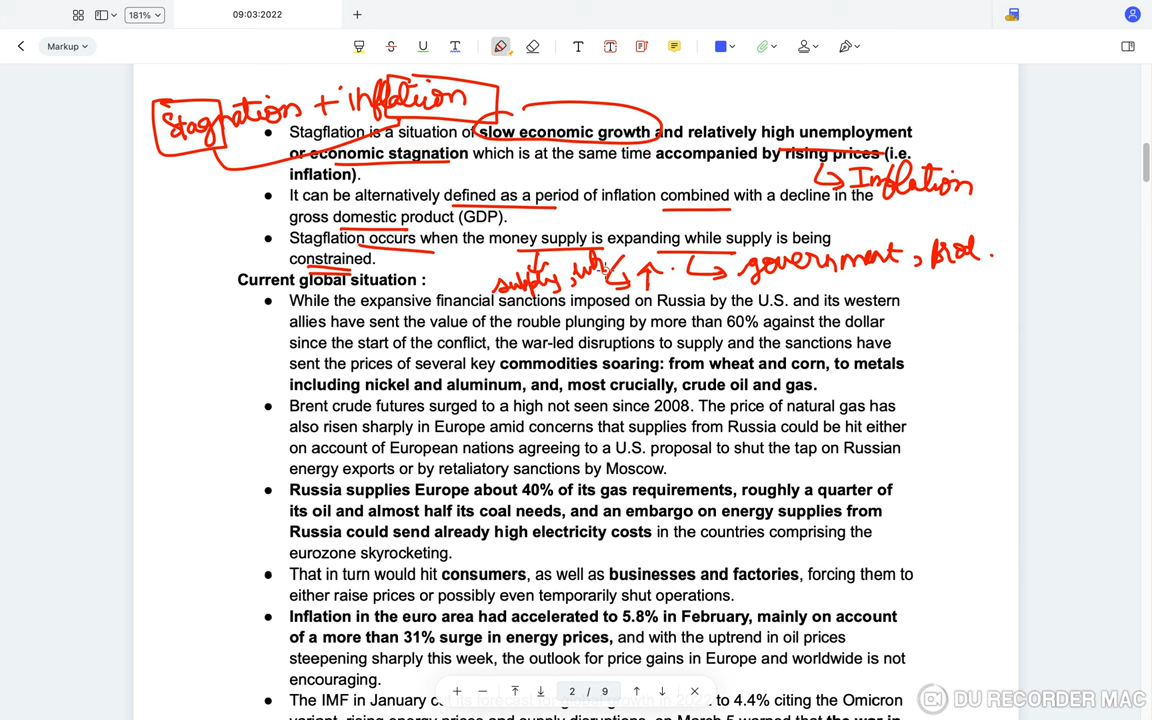 181%
09:03:2022
Markup
Stagnation + inflation
● Stagflation is a situation of slow economic growth and relatively high unemployment
or economic stagnation which is at the same time accompanied by rising prices (i.e.
inflation).
Inflation
● It can be alternatively defined as a period of inflation combined with a decline in the
gross domestic product (GDP).
● Stagflation occurs when the money supply is expanding while supply is being
constrained.
government,
supply,
Current global situation :
● While the expansive financial sanctions imposed on Russia by the U.S. and its western
allies have sent the value of the rouble plunging by more than 60% against the dollar
since the start of the conflict, the war-led disruptions to supply and the sanctions have
sent the prices of several key commodities soaring: from wheat and corn, to metals
including nickel and aluminum, and, most crucially, crude oil and gas.
● Brent crude futures surged to a high not seen since 2008. The price of natural gas has
also risen sharply in Europe amid concerns that supplies from Russia could be hit either
on account of European nations agreeing to a U.S. proposal to shut the tap on Russian
energy exports or by retaliatory sanctions by Moscow.
● Russia supplies Europe about 40% of its gas requirements, roughly a quarter of
its oil and almost half its coal needs, and an embargo on energy supplies from
Russia could send already high electricity costs in the countries comprising the
eurozone skyrocketing.
● That in turn would hit consumers, as well as businesses and factories, forcing them to
either raise prices or possibly even temporarily shut operations.
● Inflation in the euro area had accelerated to 5.8% in February, mainly on account
of a more than 31% surge in energy prices, and with the uptrend in oil prices
steepening sharply this week, the outlook for price gains in Europe and worldwide is not
encouraging.
2 / 9
● The IMF in January to 4.4% citing the Omicron
DU RECORDER MAC